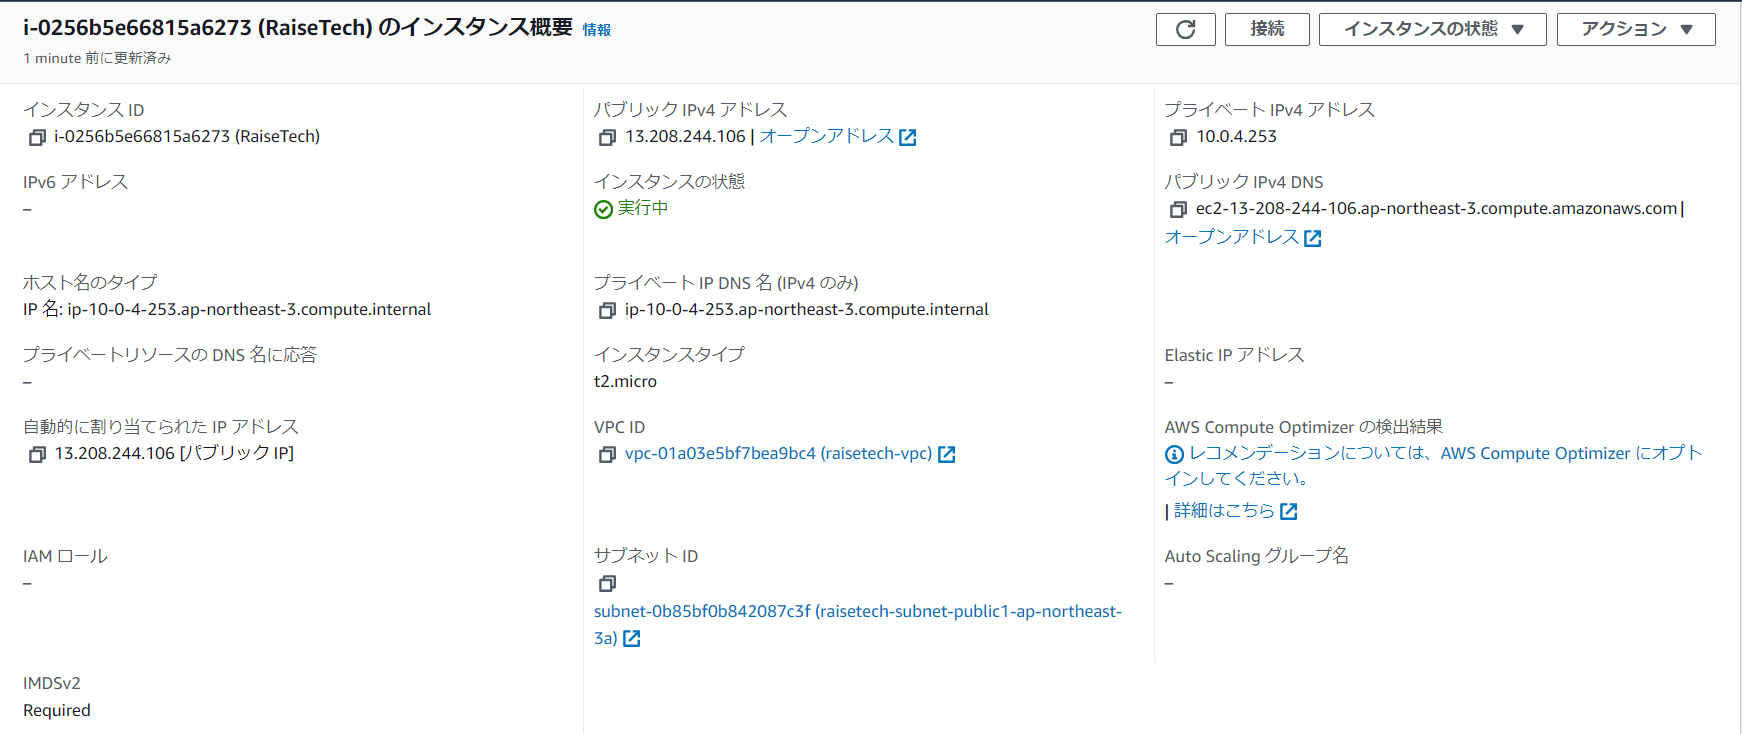 i-0256b5e66815a6273 (RaiseTech) のインスタンス概要 情報
1 minute 前に更新済み
接続
インスタンスの状態 ▼
アクション ▼
インスタンス ID
i-0256b5e66815a6273 (RaiseTech)
パブリック IPv4 アドレス
13.208.244.106 | オープンアドレス
プライベート IPv4 アドレス
10.0.4.253
IPv6 アドレス
–
インスタンスの状態
実行中
パブリック IPv4 DNS
ec2-13-208-244-106.ap-northeast-3.compute.amazonaws.com |
オープンアドレス
ホスト名のタイプ
IP 名: ip-10-0-4-253.ap-northeast-3.compute.internal
プライベート IP DNS 名 (IPv4 のみ)
ip-10-0-4-253.ap-northeast-3.compute.internal
プライベートリソースの DNS 名に応答
–
インスタンスタイプ
t2.micro
Elastic IP アドレス
–
自動的に割り当てられた IP アドレス
13.208.244.106 [パブリック IP]
VPC ID
vpc-01a03e5bf7bea9bc4 (raisetech-vpc)
AWS Compute Optimizer の検出結果
レコメンデーションについては、AWS Compute Optimizer にオプト
インしてください。
| 詳細はこちら
IAM ロール
–
サブネット ID
subnet-0b85bf0b842087c3f (raisetech-subnet-public1-ap-northeast-
3a)
Auto Scaling グループ名
–
IMDSv2
Required